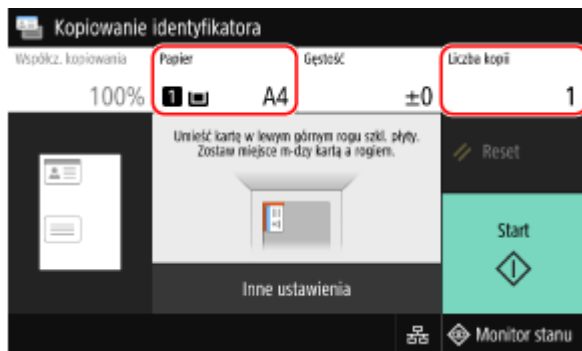 Kopiowanie identyfikatora
Współcz. kopiowania
Papier
Gęstość
Liczba kopii
100%
1
A4
±0
1
Umieść kartę w lewym górnym rogu szkl. płyty.
Zostaw miejsce m-dzy kartą a rogiem.
Reset
Start
Inne ustawienia
Monitor stanu